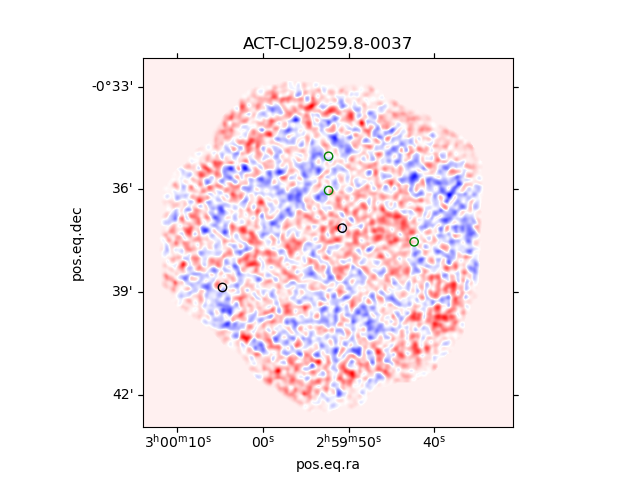 ACT-CLJ0259.8-0037
-0°33'
36'
39'
42'
pos.eq.dec
3ʰ00ᵐ10ˢ 00ˢ 2ʰ59ᵐ50ˢ 40ˢ
pos.eq.ra